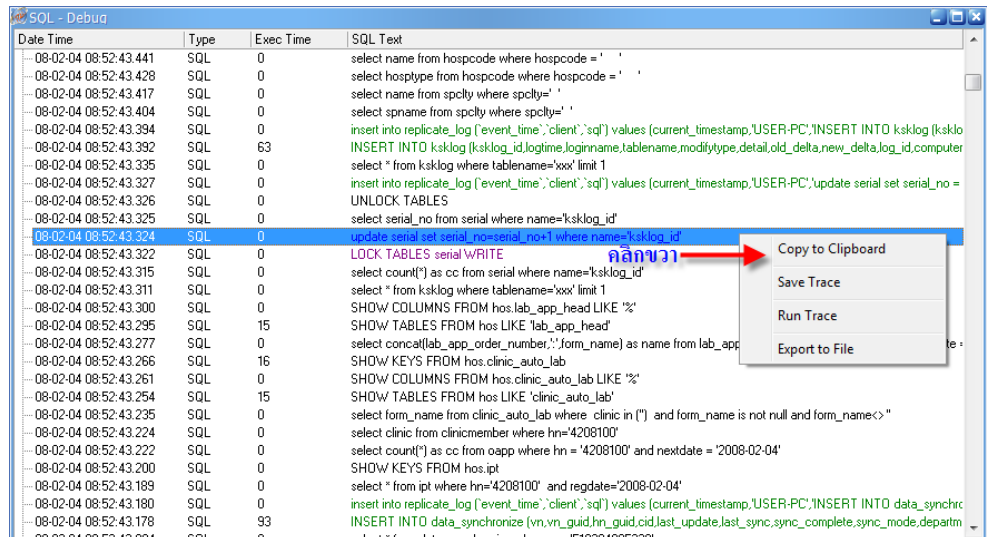 SQL - Debug
Date Time Type Exec Time SQL Text
08-02-04 08:52:43.441 SQL 0 select name from hospcode where hospcode = ' '
08-02-04 08:52:43.428 SQL 0 select hosptype from hospcode where hospcode = ' '
08-02-04 08:52:43.417 SQL 0 select name from spclty where spclty=' '
08-02-04 08:52:43.404 SQL 0 select spname from spclty where spclty=' '
08-02-04 08:52:43.394 SQL 0 insert into replicate_log (`event_time`,`client`,`sql`) values (current_timestamp,'USER-PC','INSERT INTO ksklog (ksklo
08-02-04 08:52:43.392 SQL 63 INSERT INTO ksklog (ksklog_id,logtime,loginname,tablename,modifytype,detail,old_delta,new_delta,log_id,computer
08-02-04 08:52:43.335 SQL 0 select * from ksklog where tablename='xxx' limit 1
08-02-04 08:52:43.327 SQL 0 insert into replicate_log (`event_time`,`client`,`sql`) values (current_timestamp,'USER-PC','update serial set serial_no =
08-02-04 08:52:43.326 SQL 0 UNLOCK TABLES
08-02-04 08:52:43.325 SQL 0 select serial_no from serial where name='ksklog_id'
08-02-04 08:52:43.324 SQL 0 update serial set serial_no=serial_no+1 where name='ksklog_id'
08-02-04 08:52:43.322 SQL 0 LOCK TABLES serial WRITE คลิกขวา Copy to Clipboard
08-02-04 08:52:43.315 SQL 0 select count(*) as cc from serial where name='ksklog_id'
Save Trace
08-02-04 08:52:43.311 SQL 0 select * from ksklog where tablename='xxx' limit 1
08-02-04 08:52:43.300 SQL 0 SHOW COLUMNS FROM hos.lab_app_head LIKE '%'
Run Trace
08-02-04 08:52:43.295 SQL 15 SHOW TABLES FROM hos LIKE 'lab_app_head'
08-02-04 08:52:43.277 SQL 0 select concat(lab_app_order_number,':',form_name) as name from lab_app te =
Export to File
08-02-04 08:52:43.266 SQL 16 SHOW KEYS FROM hos.clinic_auto_lab
08-02-04 08:52:43.261 SQL 0 SHOW COLUMNS FROM hos.clinic_auto_lab LIKE '%'
08-02-04 08:52:43.254 SQL 15 SHOW TABLES FROM hos LIKE 'clinic_auto_lab'
08-02-04 08:52:43.235 SQL 0 select form_name from clinic_auto_lab where clinic in ('') and form_name is not null and form_name<>''
08-02-04 08:52:43.224 SQL 0 select clinic from clinicmember where hn='4208100'
08-02-04 08:52:43.222 SQL 0 select count(*) as cc from oapp where hn = '4208100' and nextdate = '2008-02-04'
08-02-04 08:52:43.200 SQL 0 SHOW KEYS FROM hos.ipt
08-02-04 08:52:43.189 SQL 0 select * from ipt where hn='4208100' and regdate='2008-02-04'
08-02-04 08:52:43.180 SQL 0 insert into replicate_log (`event_time`,`client`,`sql`) values (current_timestamp,'USER-PC','INSERT INTO data_synchro
08-02-04 08:52:43.178 SQL 93 INSERT INTO data_synchronize (vn,vn_guid,hn_guid,cid,last_update,last_sync,sync_complete,sync_mode,departm